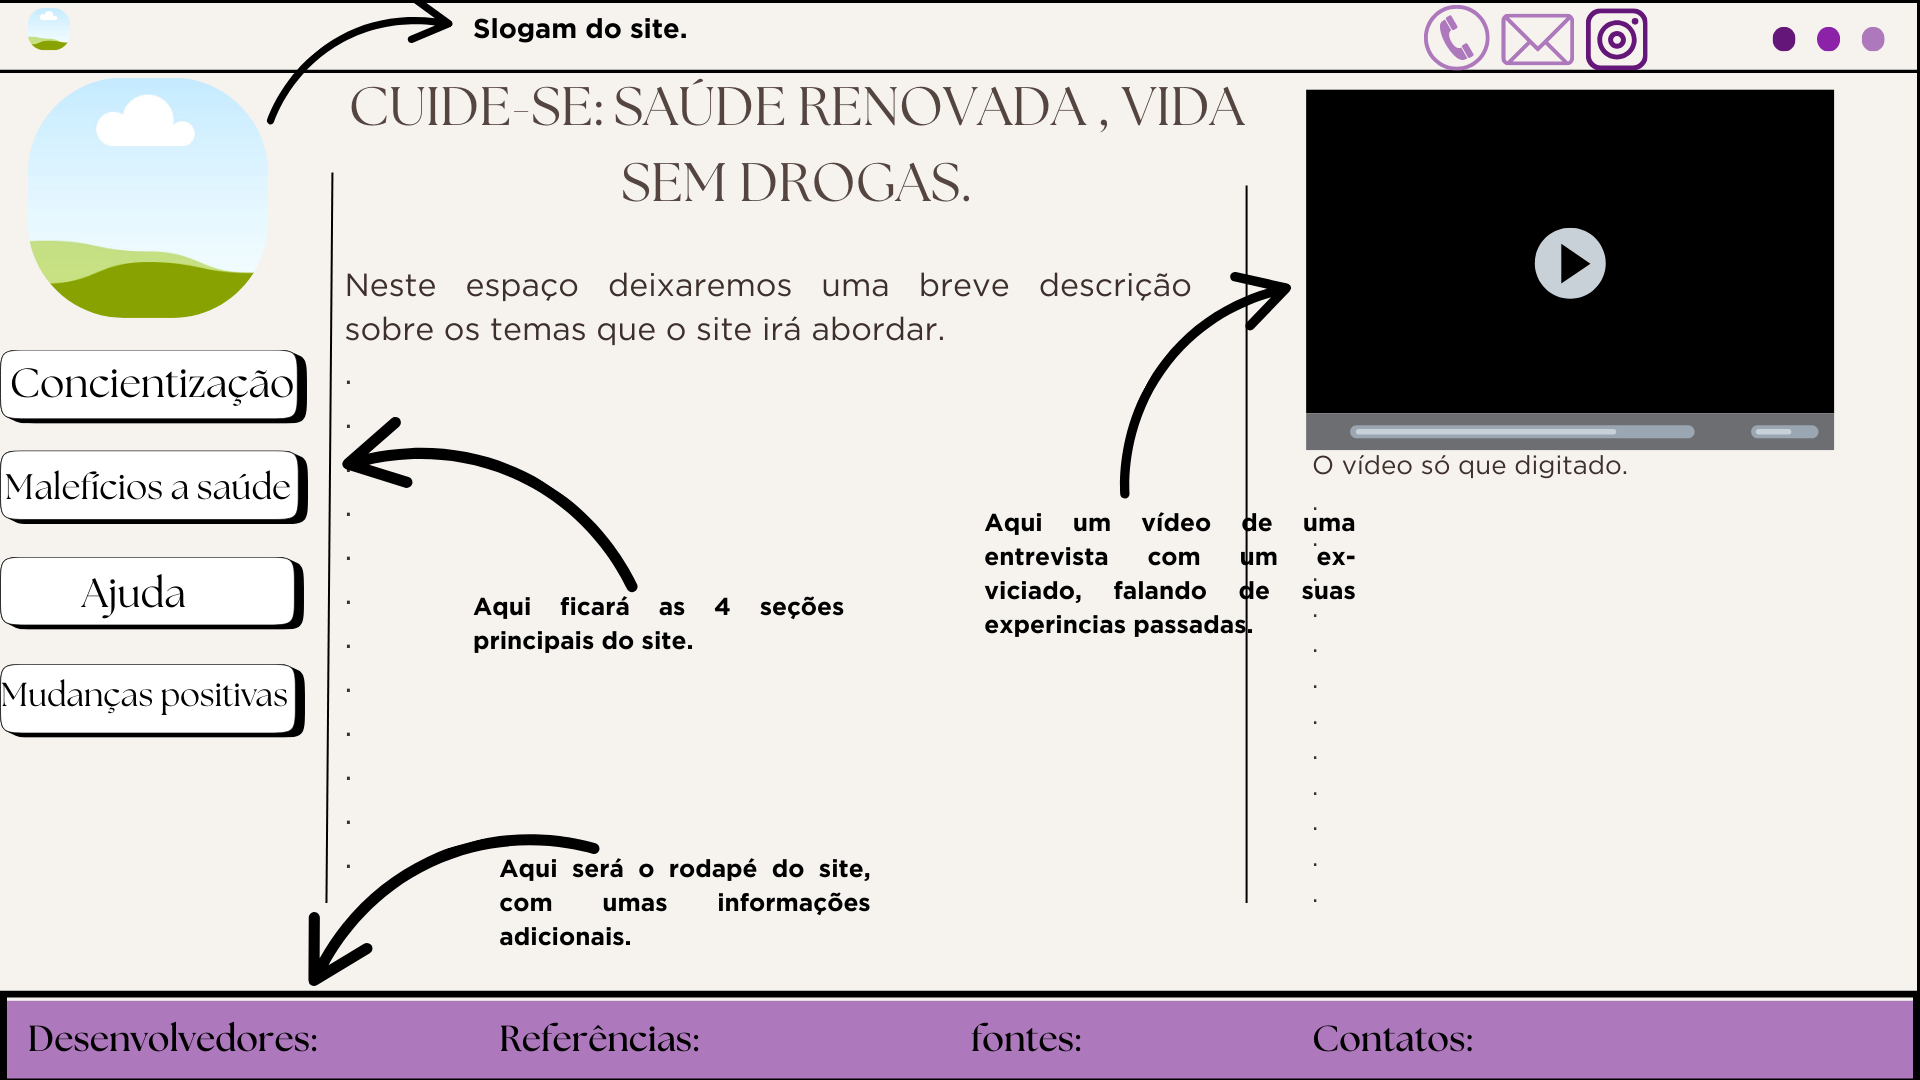 Slogam do site.
CUIDE-SE: SAÚDE RENOVADA , VIDA
SEM DROGAS.
Neste espaço deixaremos uma breve descrição
sobre os temas que o site irá abordar.
Concientização
Malefícios a saúde
Ajuda
Mudanças positivas
Aqui ficará as 4 seções
principais do site.
Aqui um vídeo de uma
entrevista com um ex-
viciado, falando de suas
experincias passadas.
O vídeo só que digitado.
Aqui será o rodapé do site,
com umas informações
adicionais.
Desenvolvedores:
Referências:
fontes:
Contatos: